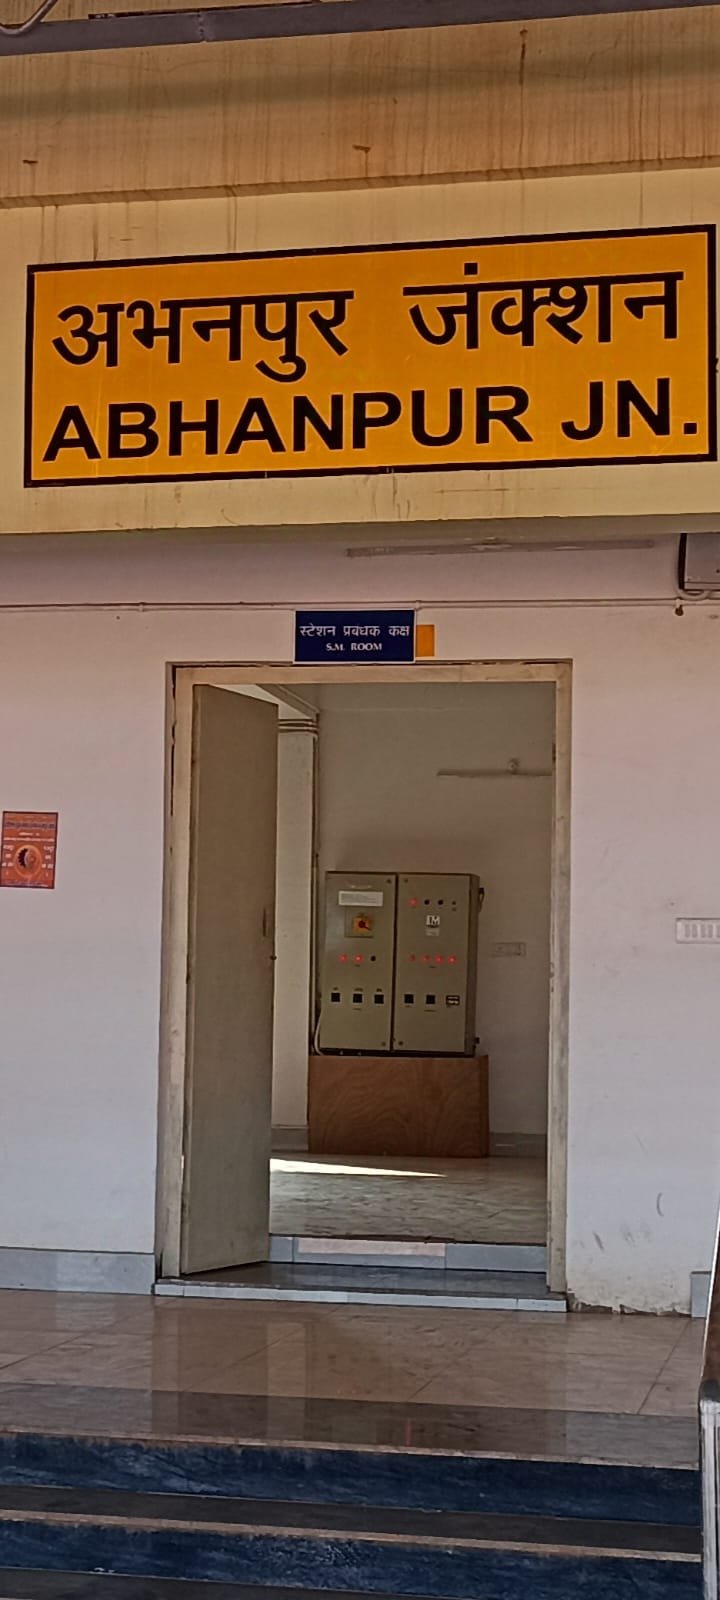 अभनपुर जंक्शन
ABHANPUR JN.
स्टेशन प्रबंधक कक्ष
S.M. ROOM